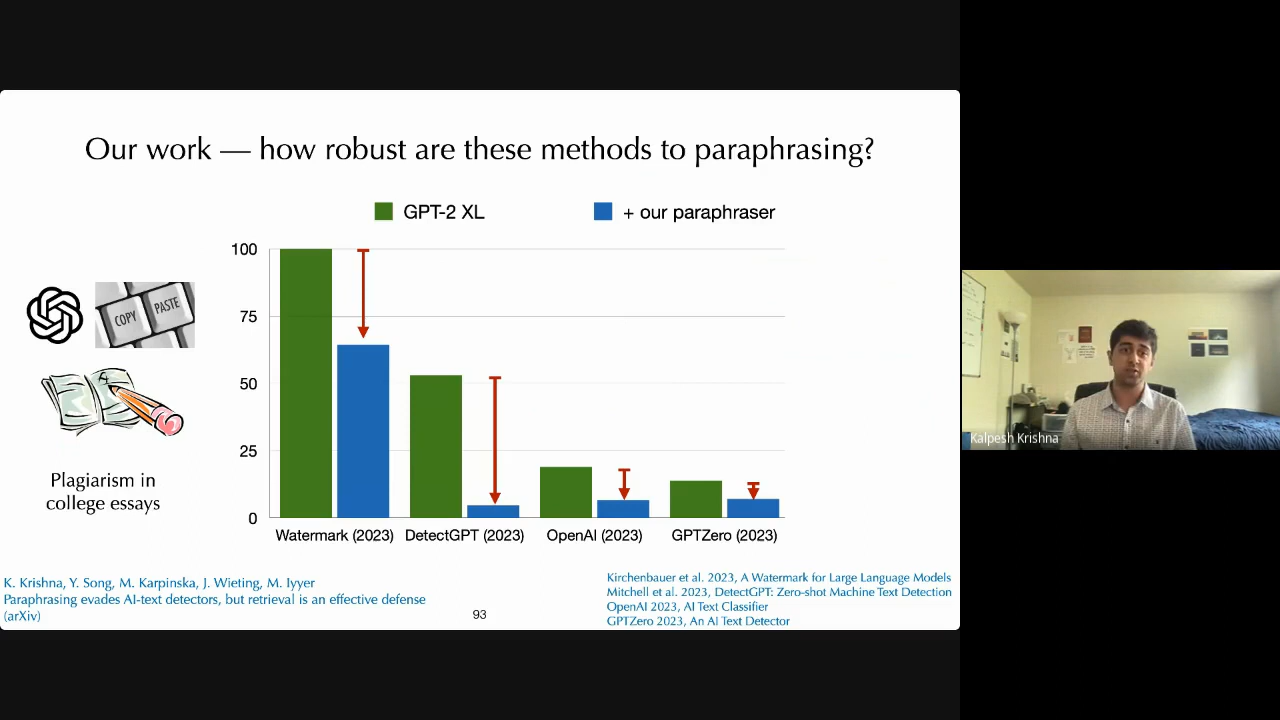 Our work — how robust are these methods to paraphrasing?
GPT-2 XL
+ our paraphraser
100
75
50
25
0
COPY
PASTE
Plagiarism in
college essays
Watermark (2023)
DetectGPT (2023)
OpenAI (2023)
GPTZero (2023)
K. Krishna, Y. Song, M. Karpinska, J. Wieting, M. Iyyer
Paraphrasing evades AI-text detectors, but retrieval is an effective defense
(arXiv)
93
Kirchenbauer et al. 2023, A Watermark for Large Language Models
Mitchell et al. 2023, DetectGPT: Zero-shot Machine Text Detection
OpenAI 2023, AI Text Classifier
GPTZero 2023, An AI Text Detector
Kalpesh Krishna